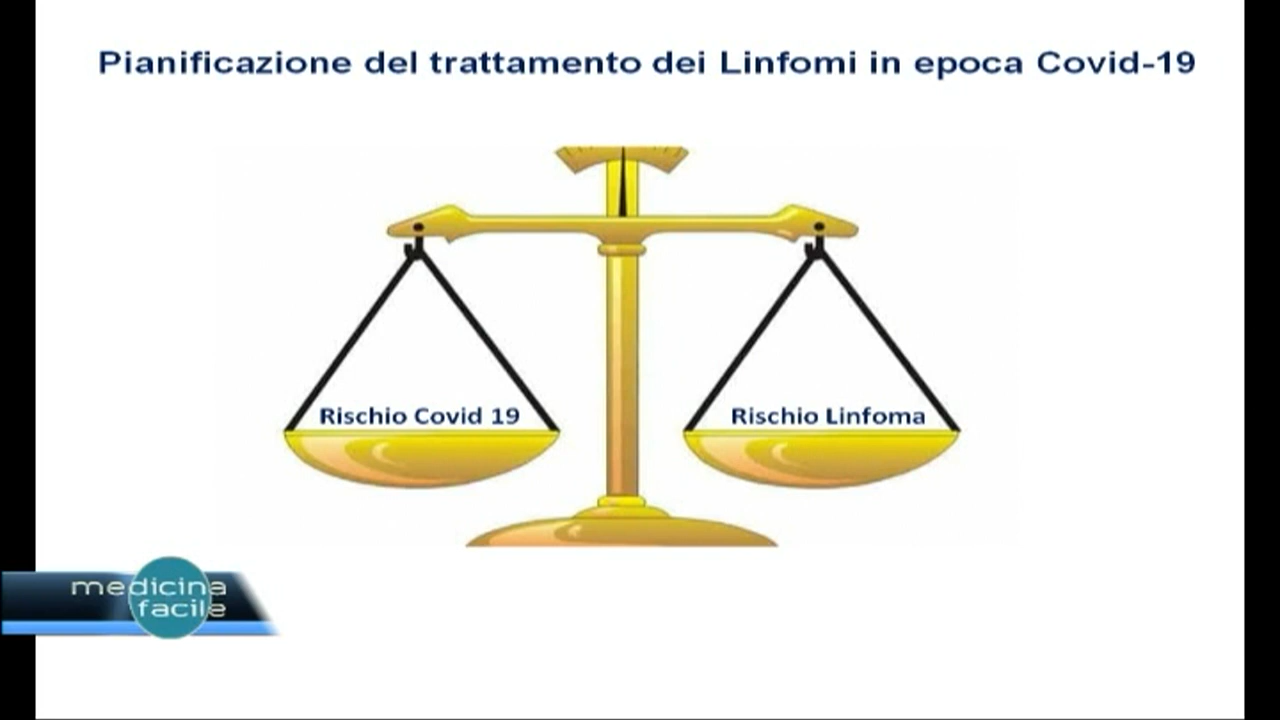 Pianificazione del trattamento dei Linfomi in epoca Covid-19
Rischio Covid 19
Rischio Linfoma
medicina
facile